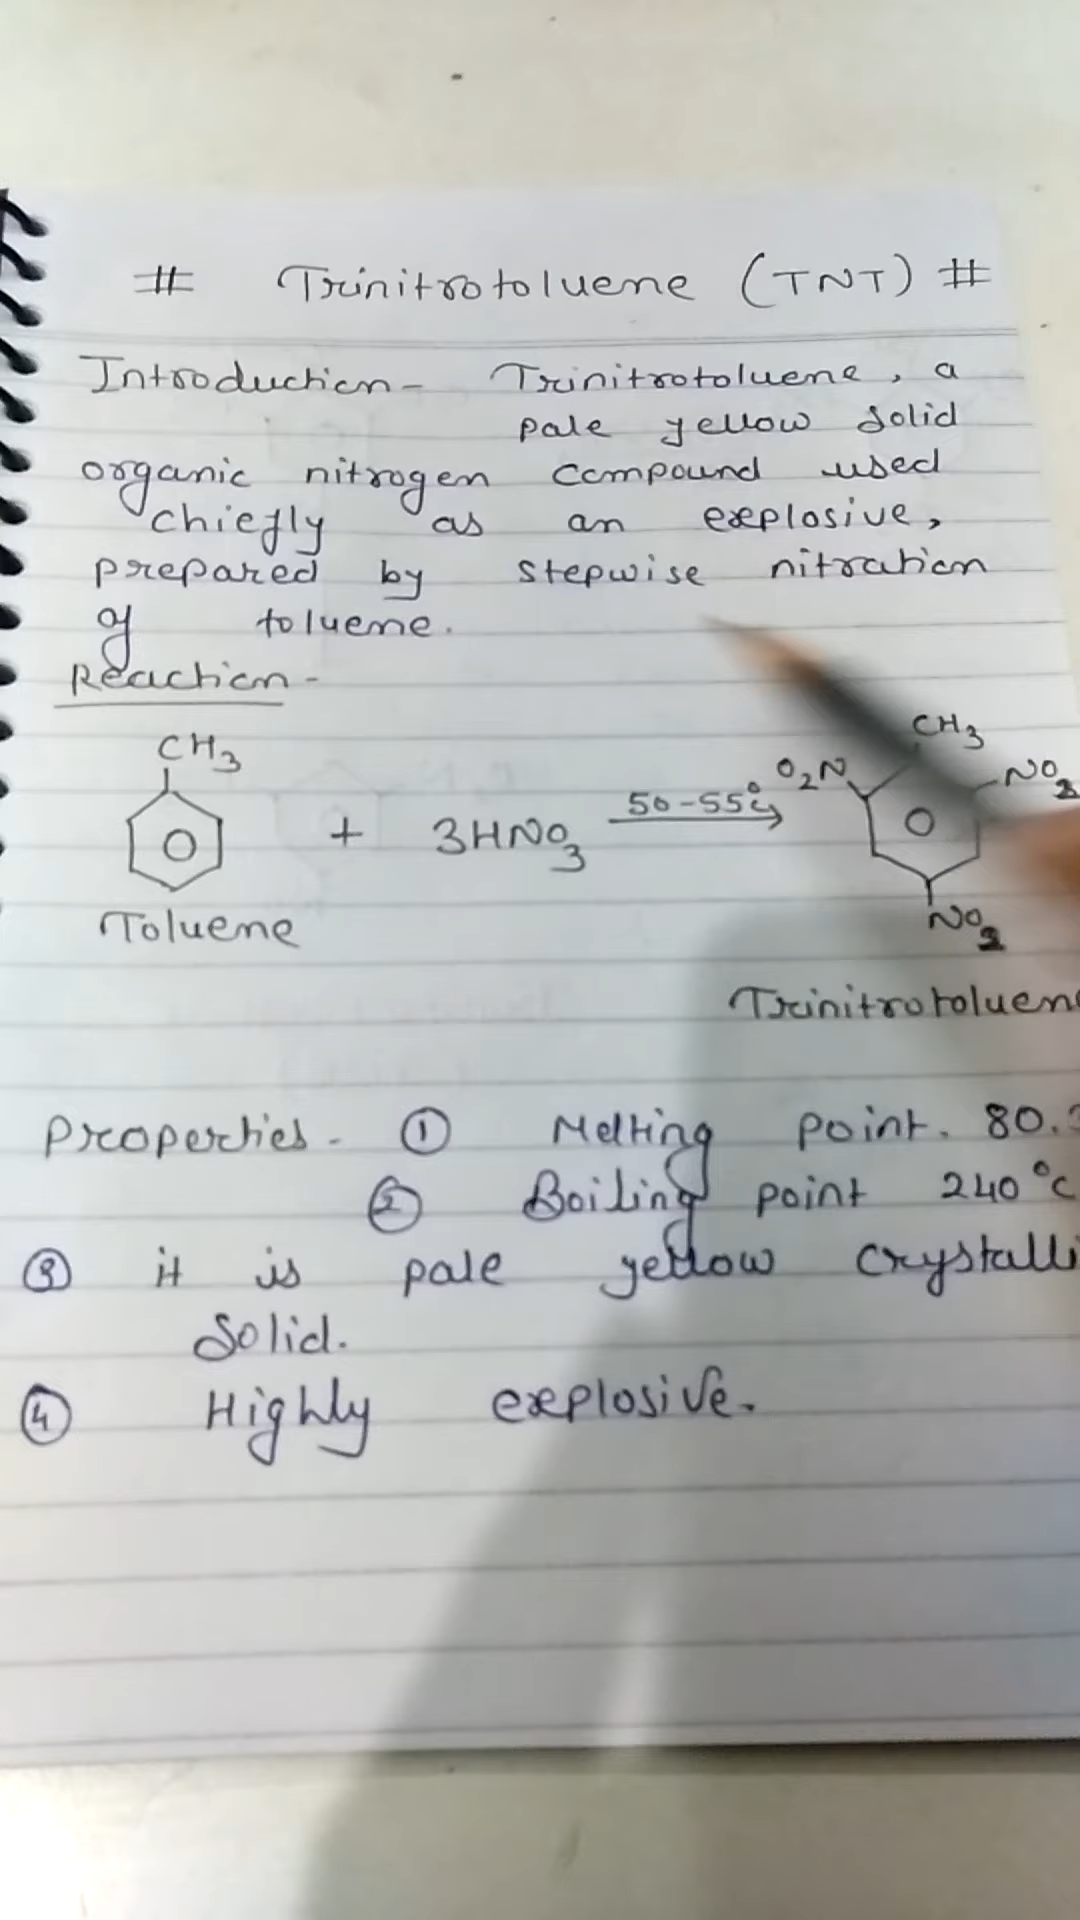 # Trinitrotoluene (TNT) #
Introduction - Trinitrotoluene, a
pale yellow solid
organic nitrogen compound used
chiefly as an explosive,
prepared by stepwise nitration
of toluene.
Reaction -
CH3
CH3
O2N
NO2
50-55°C
+ 3HNO3
NO2
Toluene
Trinitrotoluen
Properties - ① Melting point. 80.
② Boiling point 240°C
③ it is pale yellow crystalli
solid.
④ Highly explosive.